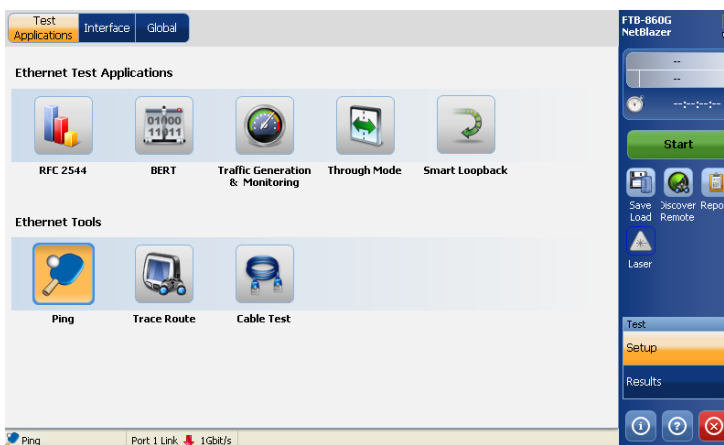 Test
Applications
Interface
Global
FTB-860G
NetBlazer
--
--
--:--:--
Ethernet Test Applications
01000
11011
RFC 2544
BERT
Traffic Generation
& Monitoring
Through Mode
Smart Loopback
Start
Save
Load
Discover
Remote
Laser
Ethernet Tools
Ping
Trace Route
Cable Test
Test
Setup
Results
Ping
Port 1 Link
1Gbit/s